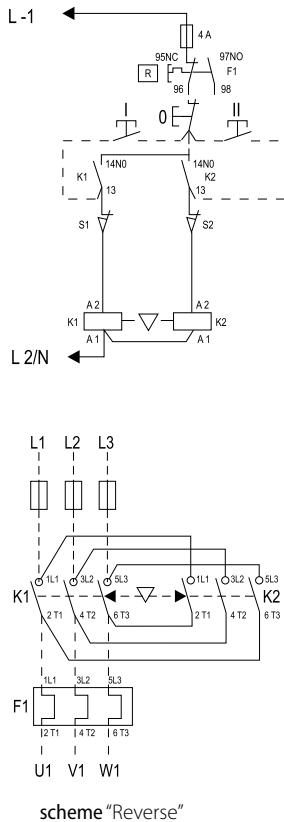 L -1
4 A
95NC 97NO
R F1
96 98
I 0 II
14N0 14N0
K1 K2
13 13
S1 S2
A 2 A 2
K1 K2
A 1 A 1
L 2/N
L1 L2 L3
1L1 3L2 5L3 1L1 3L2 5L3
K1 K2
2 T1 4 T2 6 T3 2 T1 4 T2 6 T3
1L1 3L2 5L3
F1
2 T1 4 T2 6 T3
U1 V1 W1
scheme "Reverse"